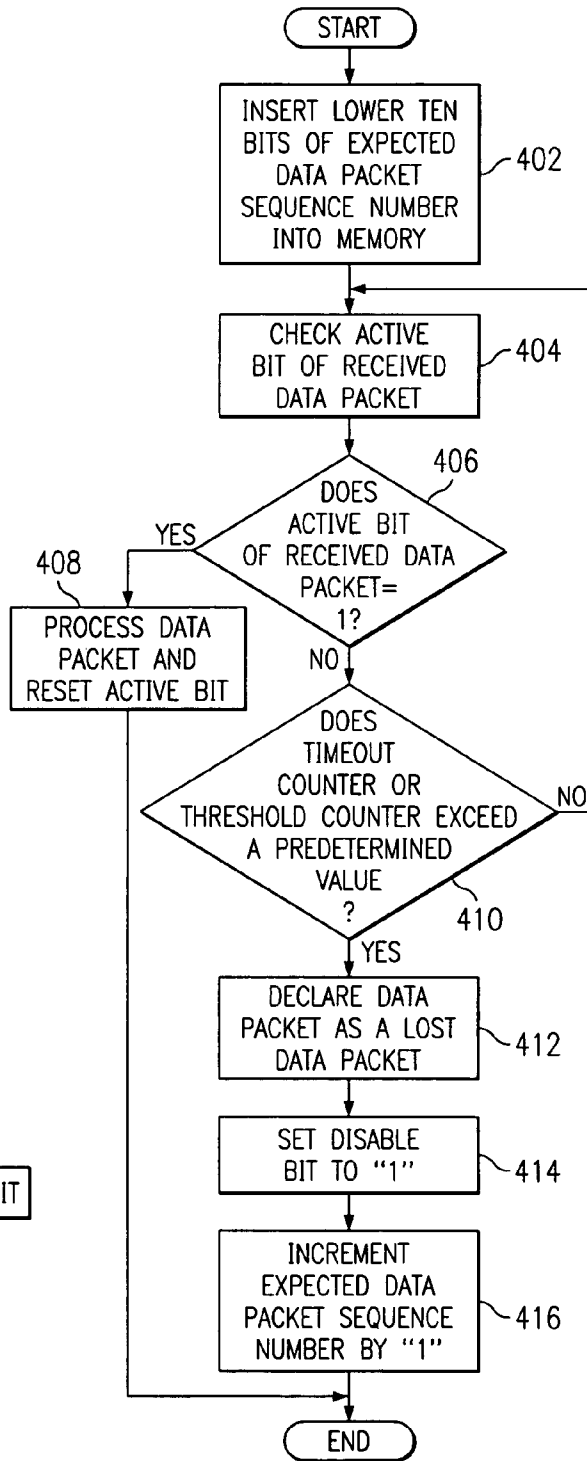 START
INSERT LOWER TEN
BITS OF EXPECTED
DATA PACKET
SEQUENCE NUMBER
INTO MEMORY
402
CHECK ACTIVE
BIT OF RECEIVED
DATA PACKET
404
406
DOES
ACTIVE BIT
OF RECEIVED DATA
PACKET=
1?
YES
408
PROCESS DATA
PACKET AND
RESET ACTIVE BIT
NO
DOES
TIMEOUT
COUNTER OR
THRESHOLD COUNTER EXCEED
A PREDETERMINED
VALUE
?
NO
410
YES
DECLARE DATA
PACKET AS A LOST
DATA PACKET
412
SET DISABLE
BIT TO “1”
414
IT
INCREMENT
EXPECTED DATA
PACKET SEQUENCE
NUMBER BY “1”
416
END